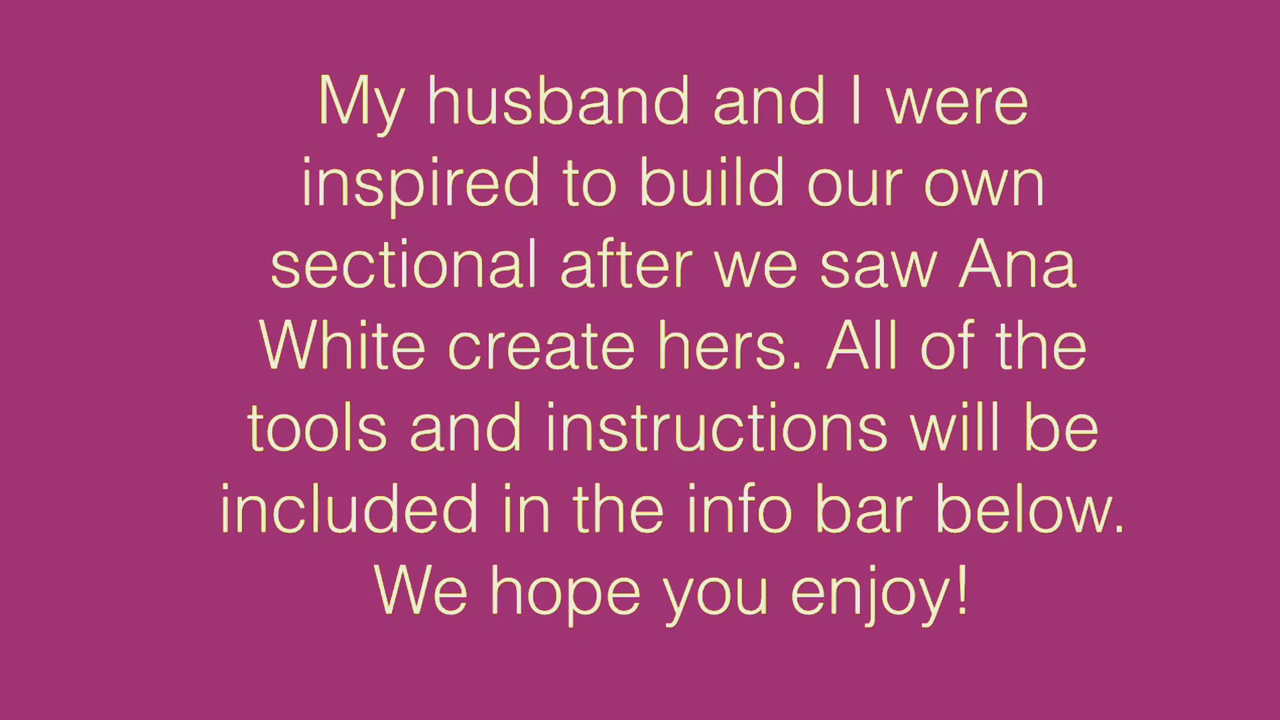 My husband and I were
inspired to build our own
sectional after we saw Ana
White create hers. All of the
tools and instructions will be
included in the info bar below.
We hope you enjoy!